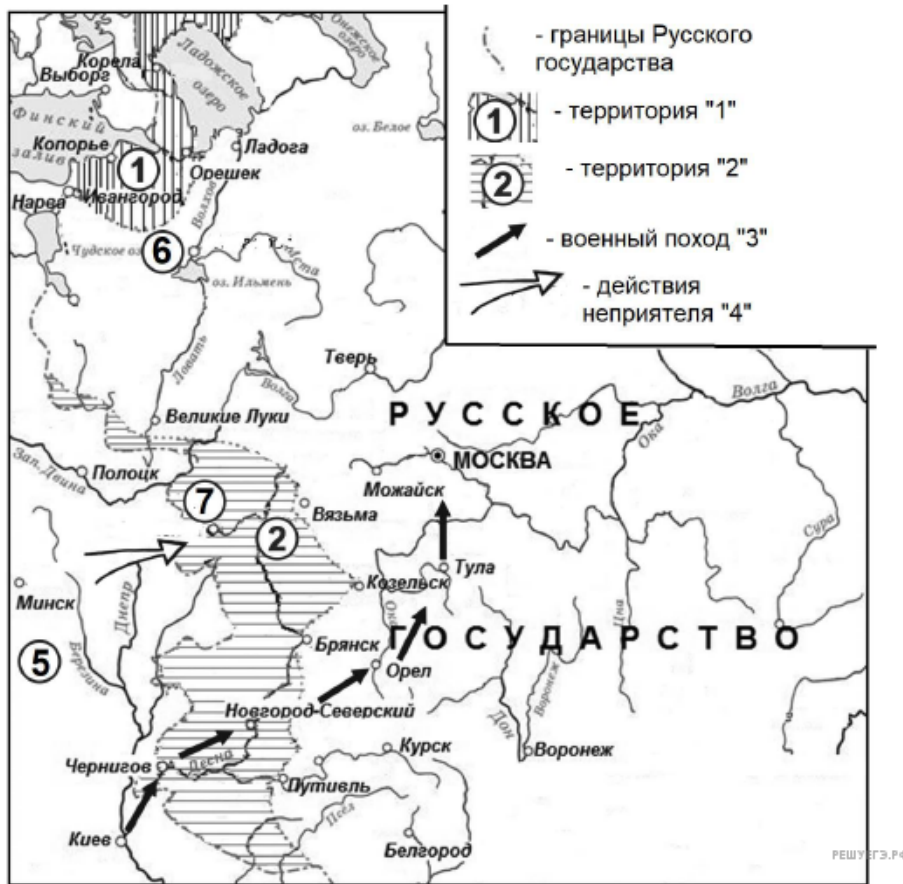 - границы Русского
государства
1
- территория "1"
2
- территория "2"
- военный поход "3"
- действия
неприятеля "4"
Корела
Выборг
Ладожское
озеро
Онежское
озеро
оз. Белое
Финский
залив
Копорье
1
Ладога
Орешек
Ивангород
Нарва
Волхов
Чудское оз
6
Мста
оз. Ильмень
Ловать
Тверь
Волга
Волга
Великие Луки
РУССКОЕ
Ока
Зап. Двина
Полоцк
МОСКВА
Можайск
7
Вязьма
2
Сура
Минск
Днепр
Козельск
Тула
Ока
Цна
ГОСУДАРСТВО
5
Березина
Брянск
Орел
Новгород-Северский
Дон
Воронеж
Курск
Воронеж
Чернигов
Десна
Путивль
Псёл
Киев
Белгород
РЕШУЕГЭ.РФ